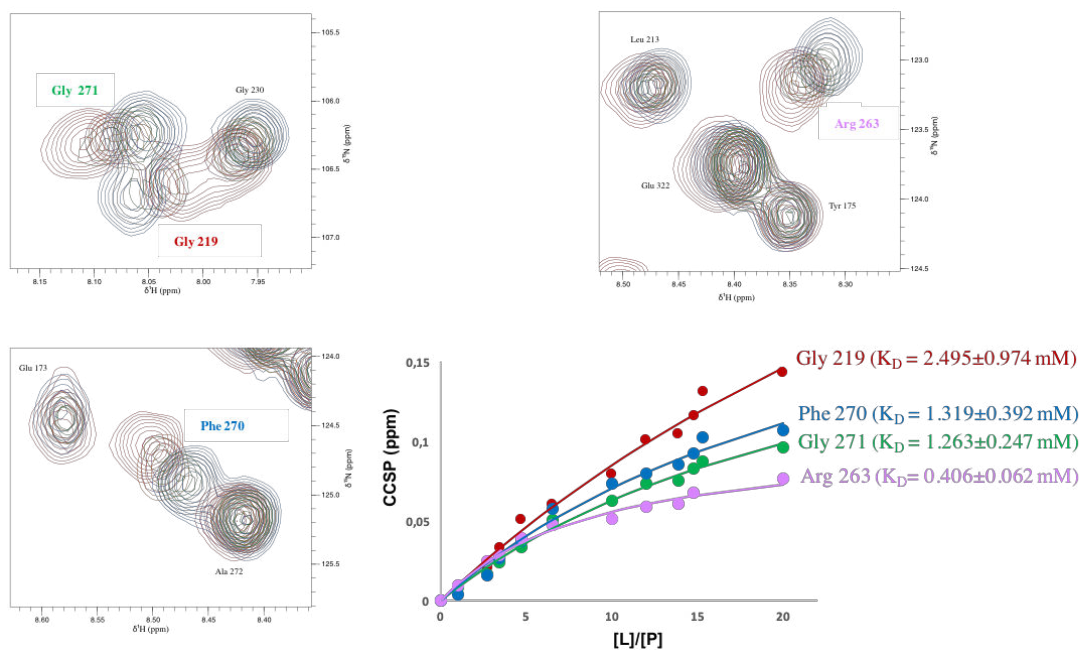 105.5
Gly 271
Gly 230
106.0
106.5
107.0
δ¹⁵N (ppm)
Gly 219
8.15
8.10
8.05
8.00
7.95
δ¹H (ppm)
Leu 213
123.0
Arg 263
123.5
δ¹⁵N (ppm)
Glu 322
Tyr 175
124.0
124.5
8.50
8.45
8.40
8.35
8.30
δ¹H (ppm)
124.0
Glu 173
Phe 270
124.5
δ¹⁵N (ppm)
125.0
Ala 272
125.5
8.60
8.55
8.50
8.45
8.40
δ¹H (ppm)
0,15
0,1
0,05
0
CCSP (ppm)
Gly 219 (K_D = 2.495±0.974 mM)
Phe 270 (K_D = 1.319±0.392 mM)
Gly 271 (K_D = 1.263±0.247 mM)
Arg 263 (K_D= 0.406±0.062 mM)
0
5
10
15
20
[L]/[P]